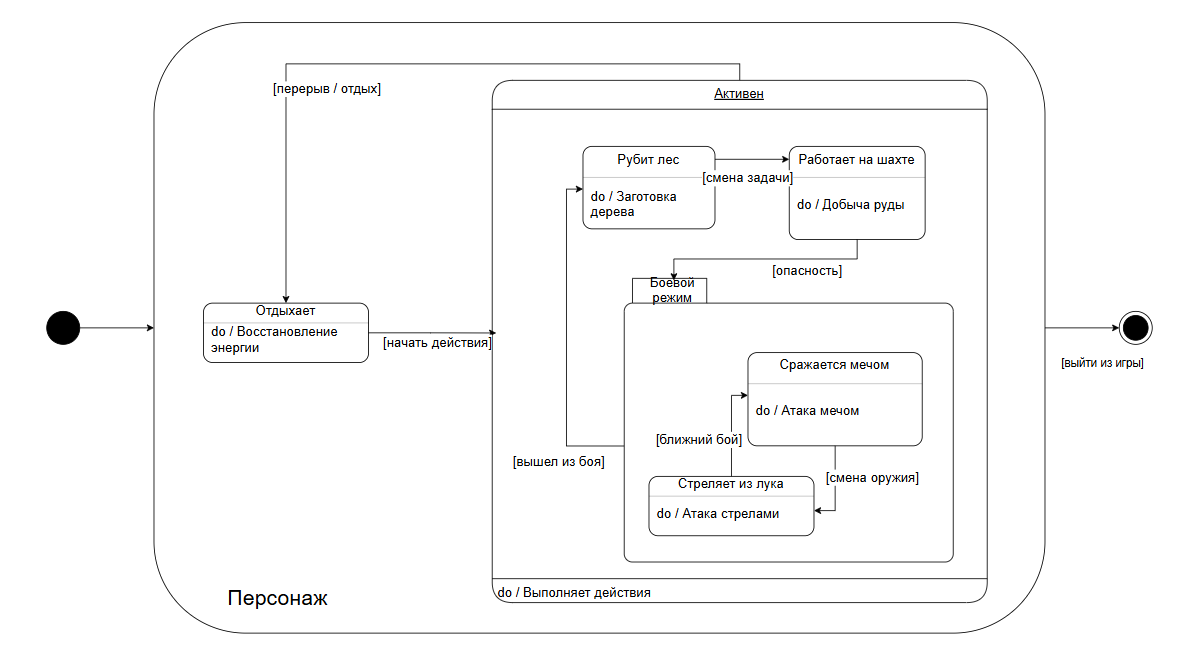 [перерыв / отдых]
Активен
Рубит лес
do / Заготовка
дерева
[смена задачи]
Работает на шахте
do / Добыча руды
[опасность]
Боевой
режим
Отдыхает
do / Восстановление
энергии
[начать действия]
Сражается мечом
do / Атака мечом
[ближний бой]
[вышел из боя]
[смена оружия]
Стреляет из лука
do / Атака стрелами
[выйти из игры]
do / Выполняет действия
Персонаж